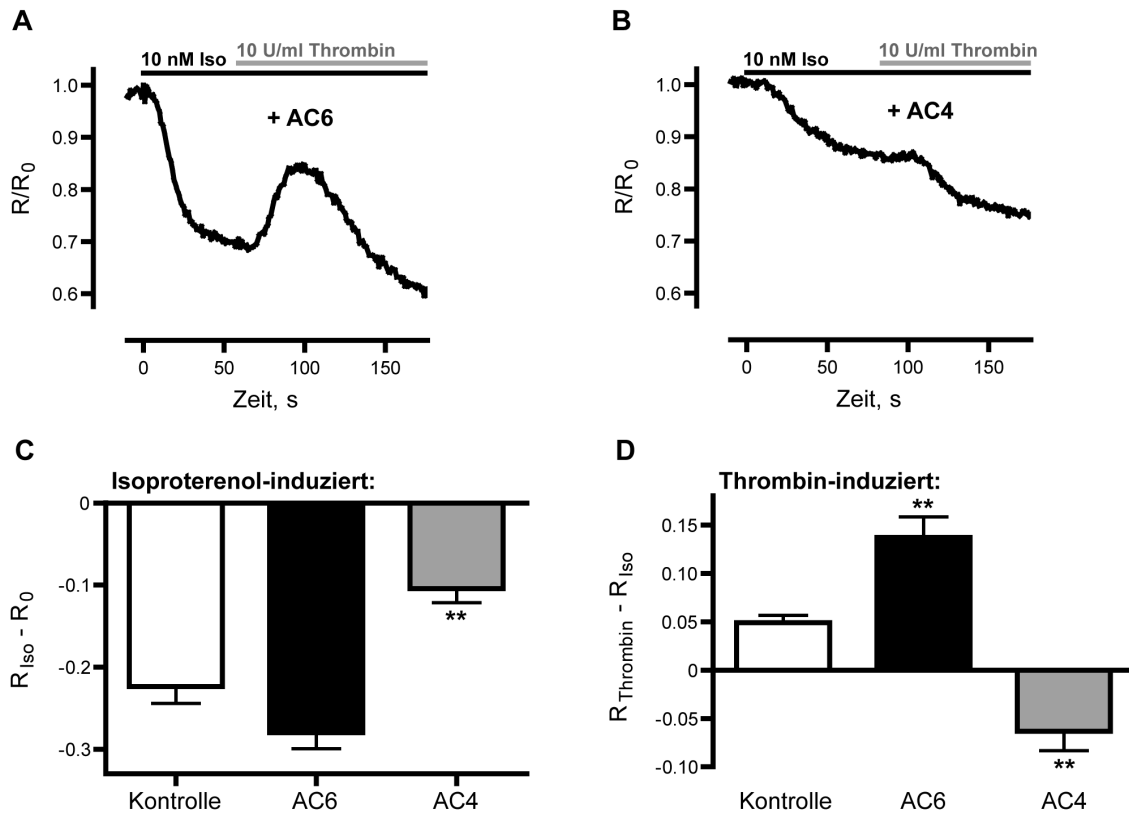 A
10 U/ml Thrombin
10 nM Iso
+ AC6
R/R0
1.0
0.9
0.8
0.7
0.6
0
50
100
150
Zeit, s
B
10 U/ml Thrombin
10 nM Iso
+ AC4
R/R0
1.0
0.9
0.8
0.7
0.6
0
50
100
150
Zeit, s
C
Isoproterenol-induziert:
RIso - R0
0
-0.1
-0.2
-0.3
**
Kontrolle
AC6
AC4
D
Thrombin-induziert:
RThrombin - RIso
0.15
0.10
0.05
0
-0.05
-0.10
**
**
Kontrolle
AC6
AC4